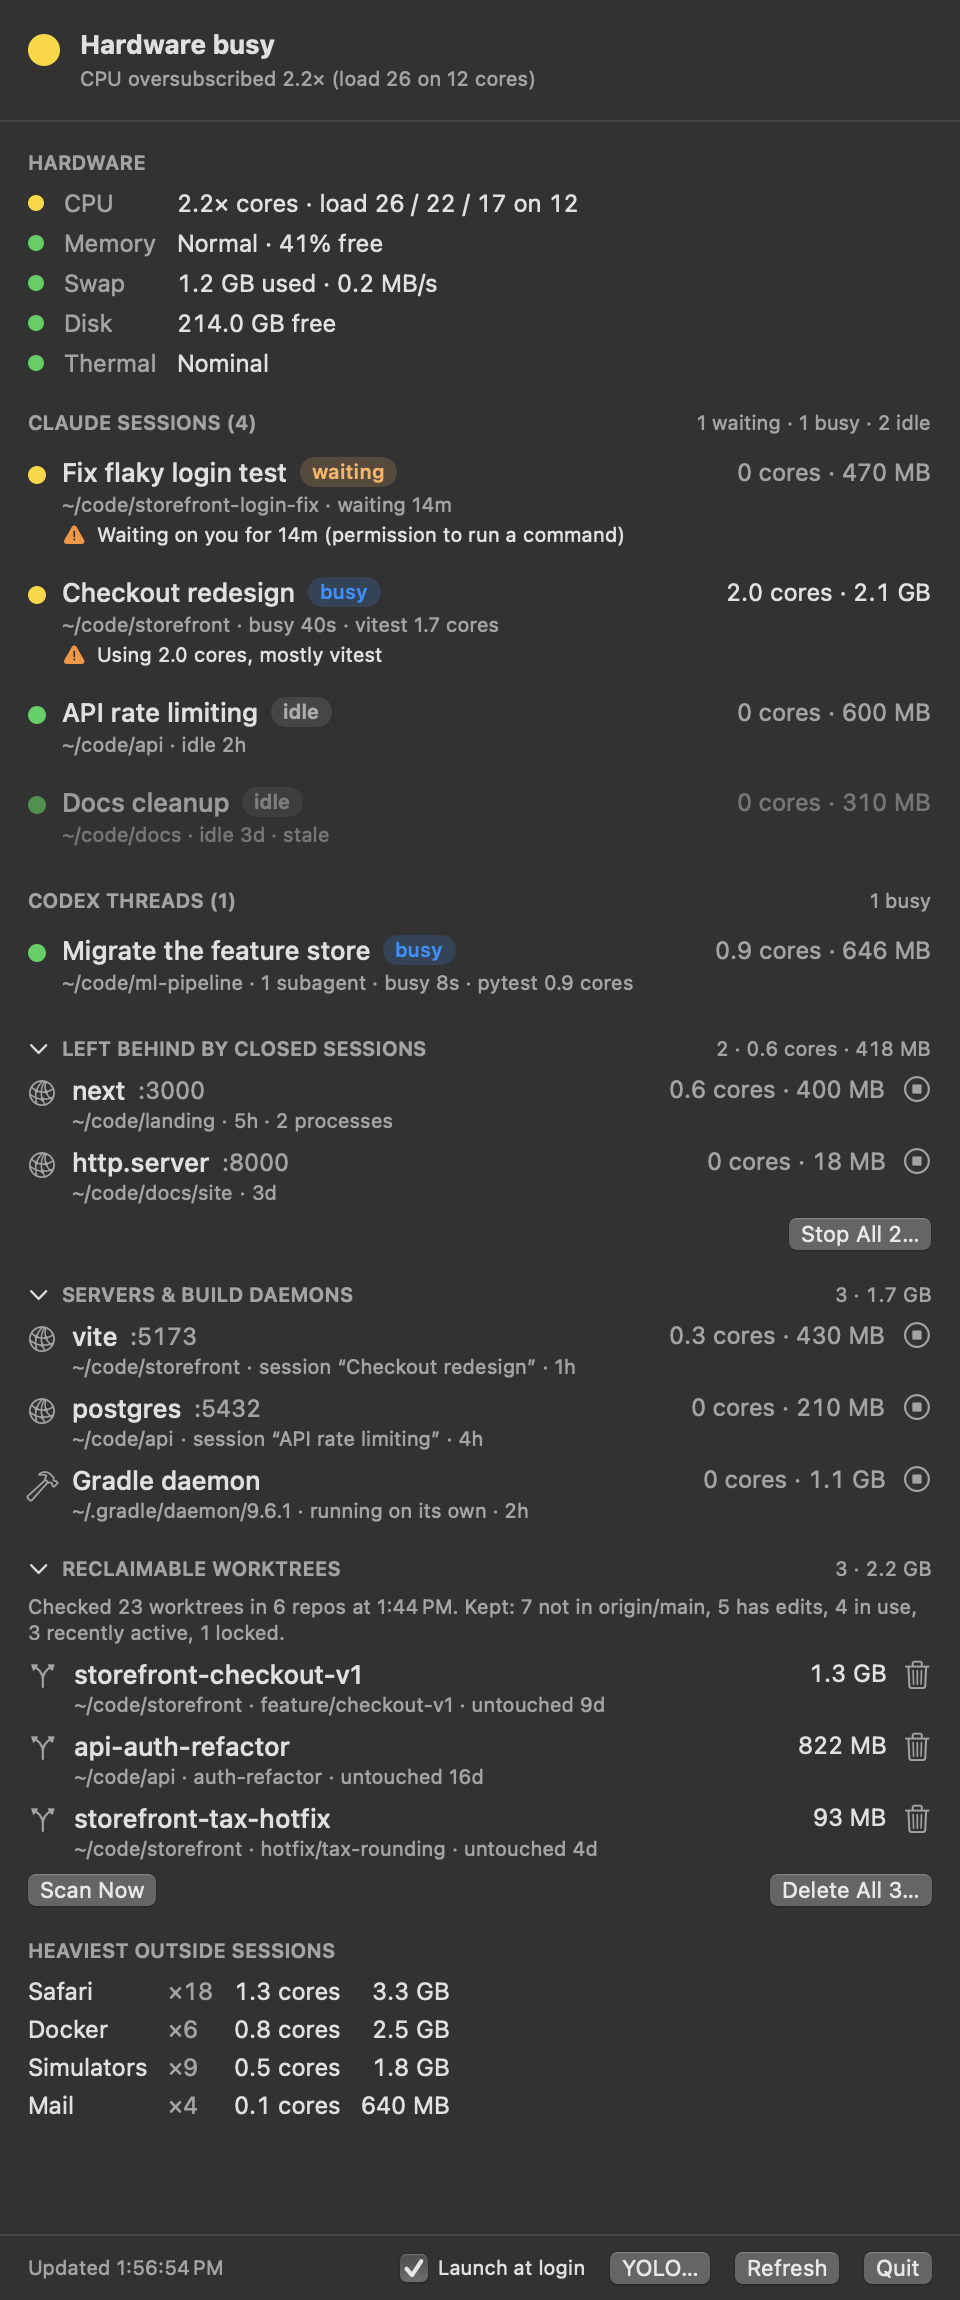 Hardware busy
CPU oversubscribed 2.2× (load 26 on 12 cores)
HARDWARE
CPU 2.2× cores · load 26 / 22 / 17 on 12
Memory Normal · 41% free
Swap 1.2 GB used · 0.2 MB/s
Disk 214.0 GB free
Thermal Nominal
CLAUDE SESSIONS (4) 1 waiting · 1 busy · 2 idle
Fix flaky login test waiting 0 cores · 470 MB
~/code/storefront-login-fix · waiting 14m
Waiting on you for 14m (permission to run a command)
Checkout redesign busy 2.0 cores · 2.1 GB
~/code/storefront · busy 40s · vitest 1.7 cores
Using 2.0 cores, mostly vitest
API rate limiting idle 0 cores · 600 MB
~/code/api · idle 2h
Docs cleanup idle 0 cores · 310 MB
~/code/docs · idle 3d · stale
CODEX THREADS (1) 1 busy
Migrate the feature store busy 0.9 cores · 646 MB
~/code/ml-pipeline · 1 subagent · busy 8s · pytest 0.9 cores
LEFT BEHIND BY CLOSED SESSIONS 2 · 0.6 cores · 418 MB
next :3000 0.6 cores · 400 MB
~/code/landing · 5h · 2 processes
http.server :8000 0 cores · 18 MB
~/code/docs/site · 3d
Stop All 2...
SERVERS & BUILD DAEMONS 3 · 1.7 GB
vite :5173 0.3 cores · 430 MB
~/code/storefront · session “Checkout redesign” · 1h
postgres :5432 0 cores · 210 MB
~/code/api · session “API rate limiting” · 4h
Gradle daemon 0 cores · 1.1 GB
~/.gradle/daemon/9.6.1 · running on its own · 2h
RECLAIMABLE WORKTREES 3 · 2.2 GB
Checked 23 worktrees in 6 repos at 1:44 PM. Kept: 7 not in origin/main, 5 has edits, 4 in use,
3 recently active, 1 locked.
storefront-checkout-v1 1.3 GB
~/code/storefront · feature/checkout-v1 · untouched 9d
api-auth-refactor 822 MB
~/code/api · auth-refactor · untouched 16d
storefront-tax-hotfix 93 MB
~/code/storefront · hotfix/tax-rounding · untouched 4d
Scan Now Delete All 3...
HEAVIEST OUTSIDE SESSIONS
Safari ×18 1.3 cores 3.3 GB
Docker ×6 0.8 cores 2.5 GB
Simulators ×9 0.5 cores 1.8 GB
Mail ×4 0.1 cores 640 MB
Updated 1:56:54 PM Launch at login YOLO... Refresh Quit